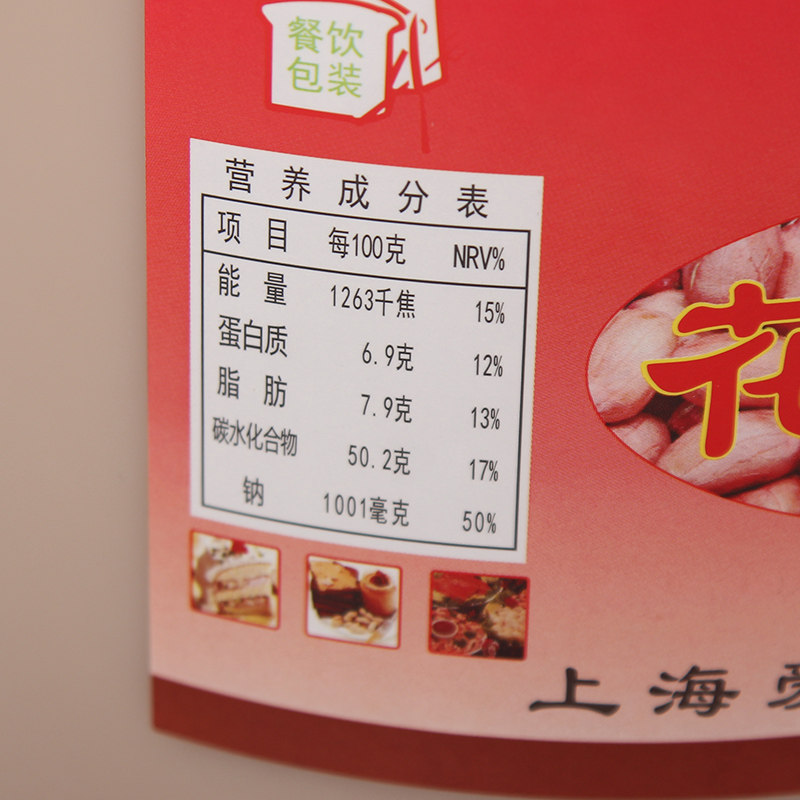 餐饮
包装
营养成分表
项目 每100克 NRV%
能量 1263千焦 15%
蛋白质 6.9克 12%
脂肪 7.9克 13%
碳水化合物 50.2克 17%
钠 1001毫克 50%
花
上海